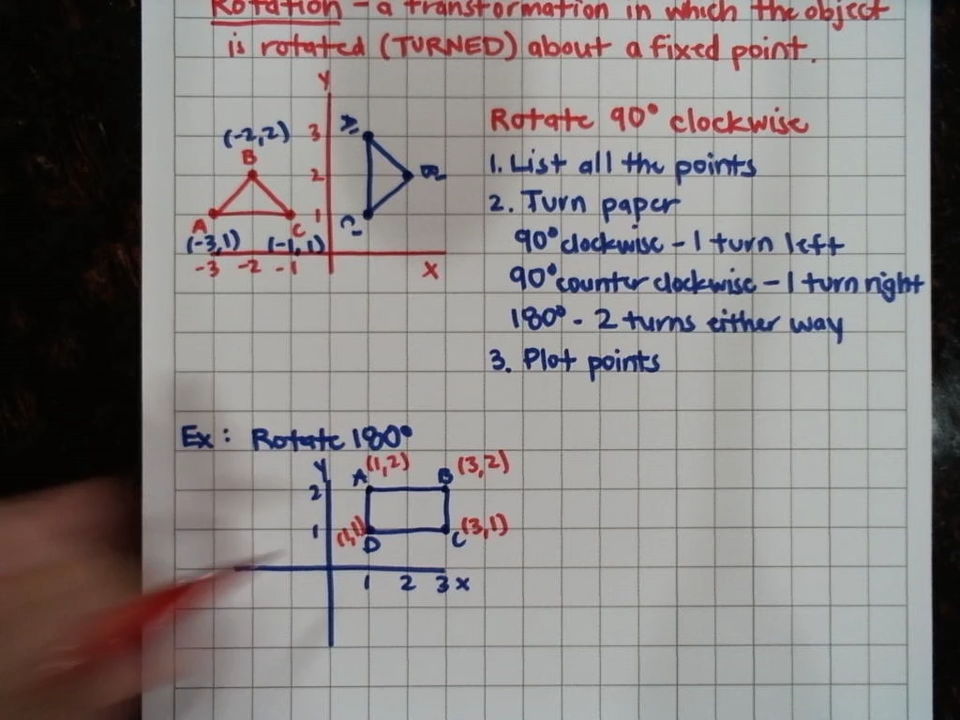 Rotation - a transformation in which the object
is rotated (TURNED) about a fixed point.
Y
(-2,2)
B
3
2
1
A
C
(-3,1)
(-1,1)
-3 -2 -1
X
A
B
C
Rotate 90° clockwise
1. List all the points
2. Turn paper
90° clockwise - 1 turn left
90° counter clockwise - 1 turn right
180° - 2 turns either way
3. Plot points
Ex: Rotate 180°
Y
A (1,2)
B (3,2)
2
1
(1,1)
D
C (3,1)
1 2 3 X